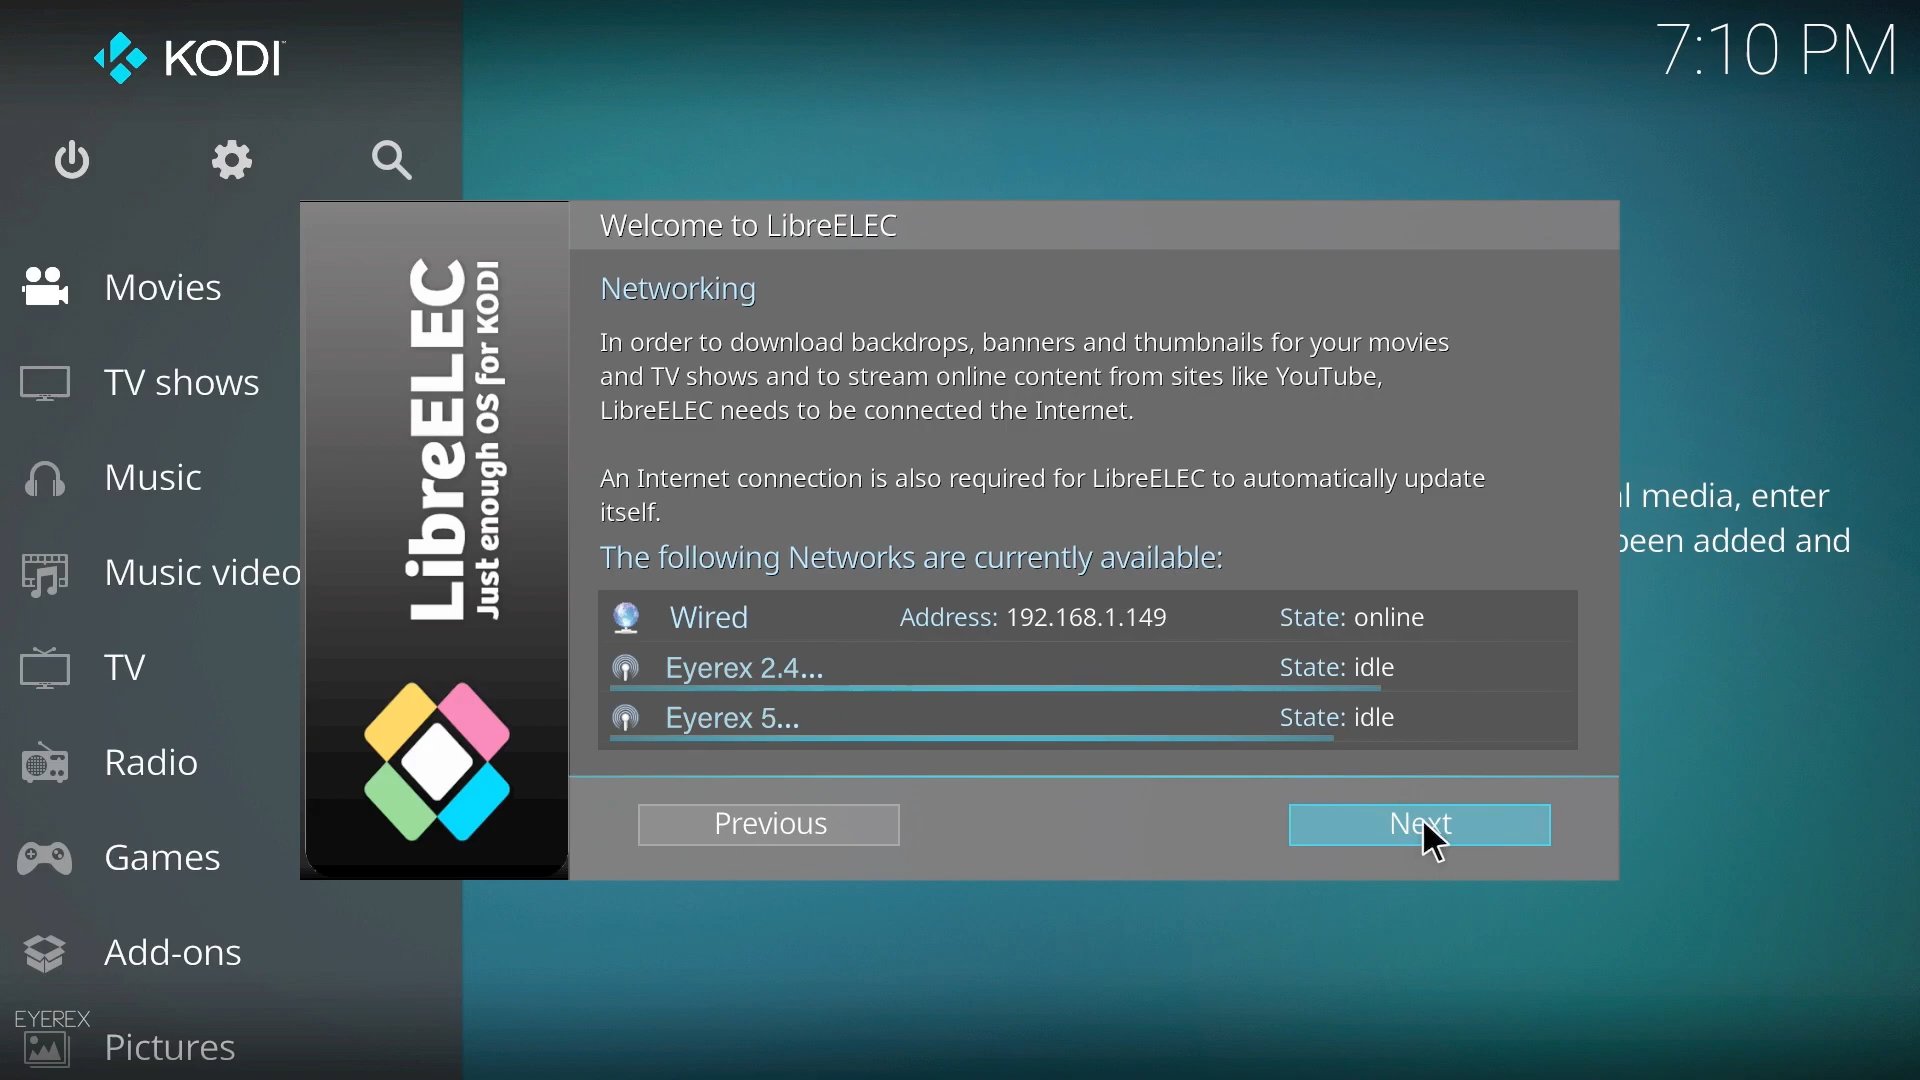 KODI
7:10 PM
Movies
TV shows
Music
Music video
TV
Radio
Games
Add-ons
EYEREX
Pictures
LibreELEC
Just enough OS for KODI
Welcome to LibreELEC
Networking
In order to download backdrops, banners and thumbnails for your movies
and TV shows and to stream online content from sites like YouTube,
LibreELEC needs to be connected the Internet.
An Internet connection is also required for LibreELEC to automatically update
itself.
The following Networks are currently available:
Wired Address: 192.168.1.149 State: online
Eyerex 2.4... State: idle
Eyerex 5... State: idle
Previous Next
l media, enter
been added and